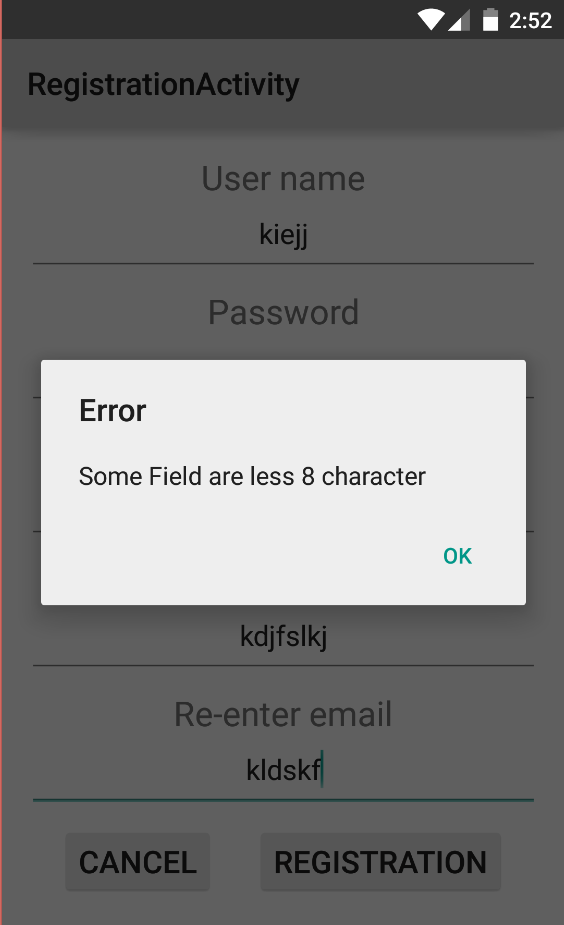 2:52
RegistrationActivity
User name
kiejj
Password
Error
Some Field are less 8 character
OK
kdjfslkj
Re-enter email
kldskf
CANCEL REGISTRATION